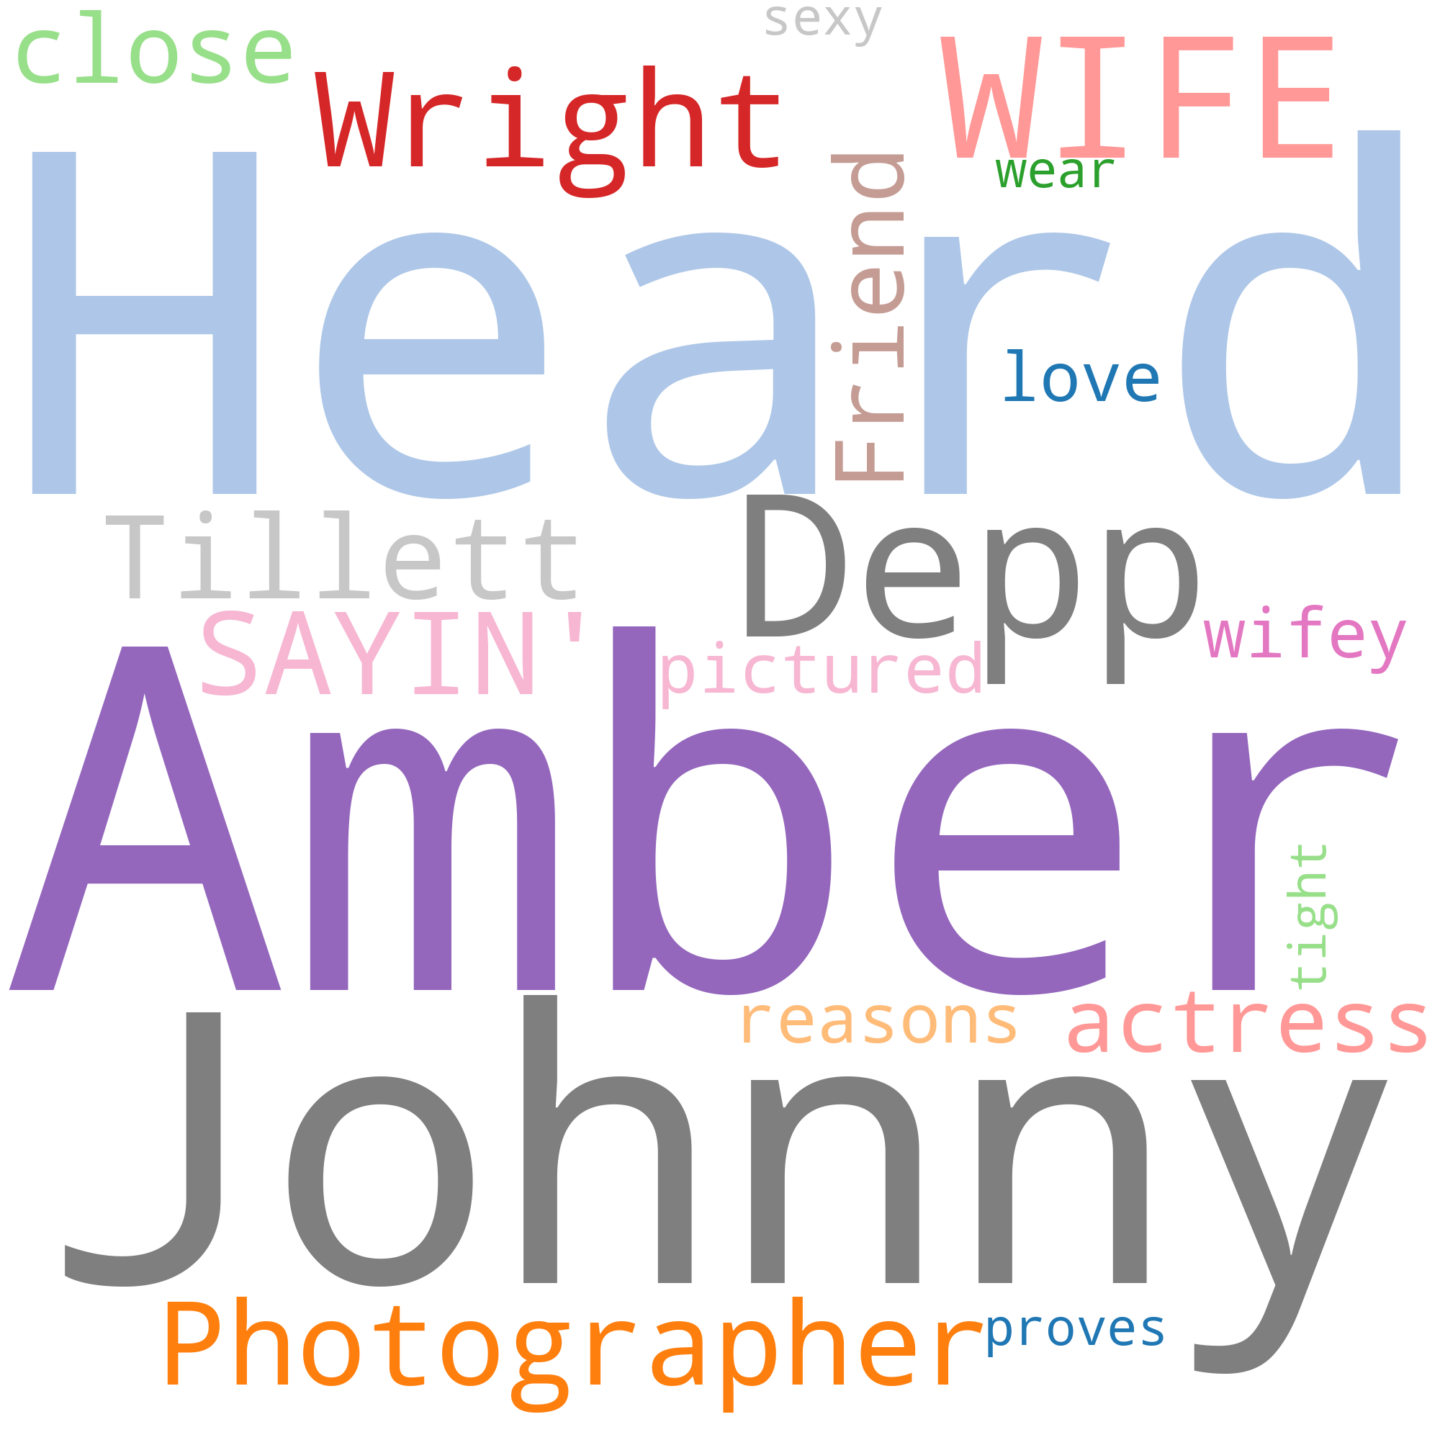 close
sexy
Wright
WIFE
wear
Heard
Friend
love
Tillett
Depp
SAYIN'
pictured
wifey
Amber
tight
reasons
actress
Johnny
Photographer
proves